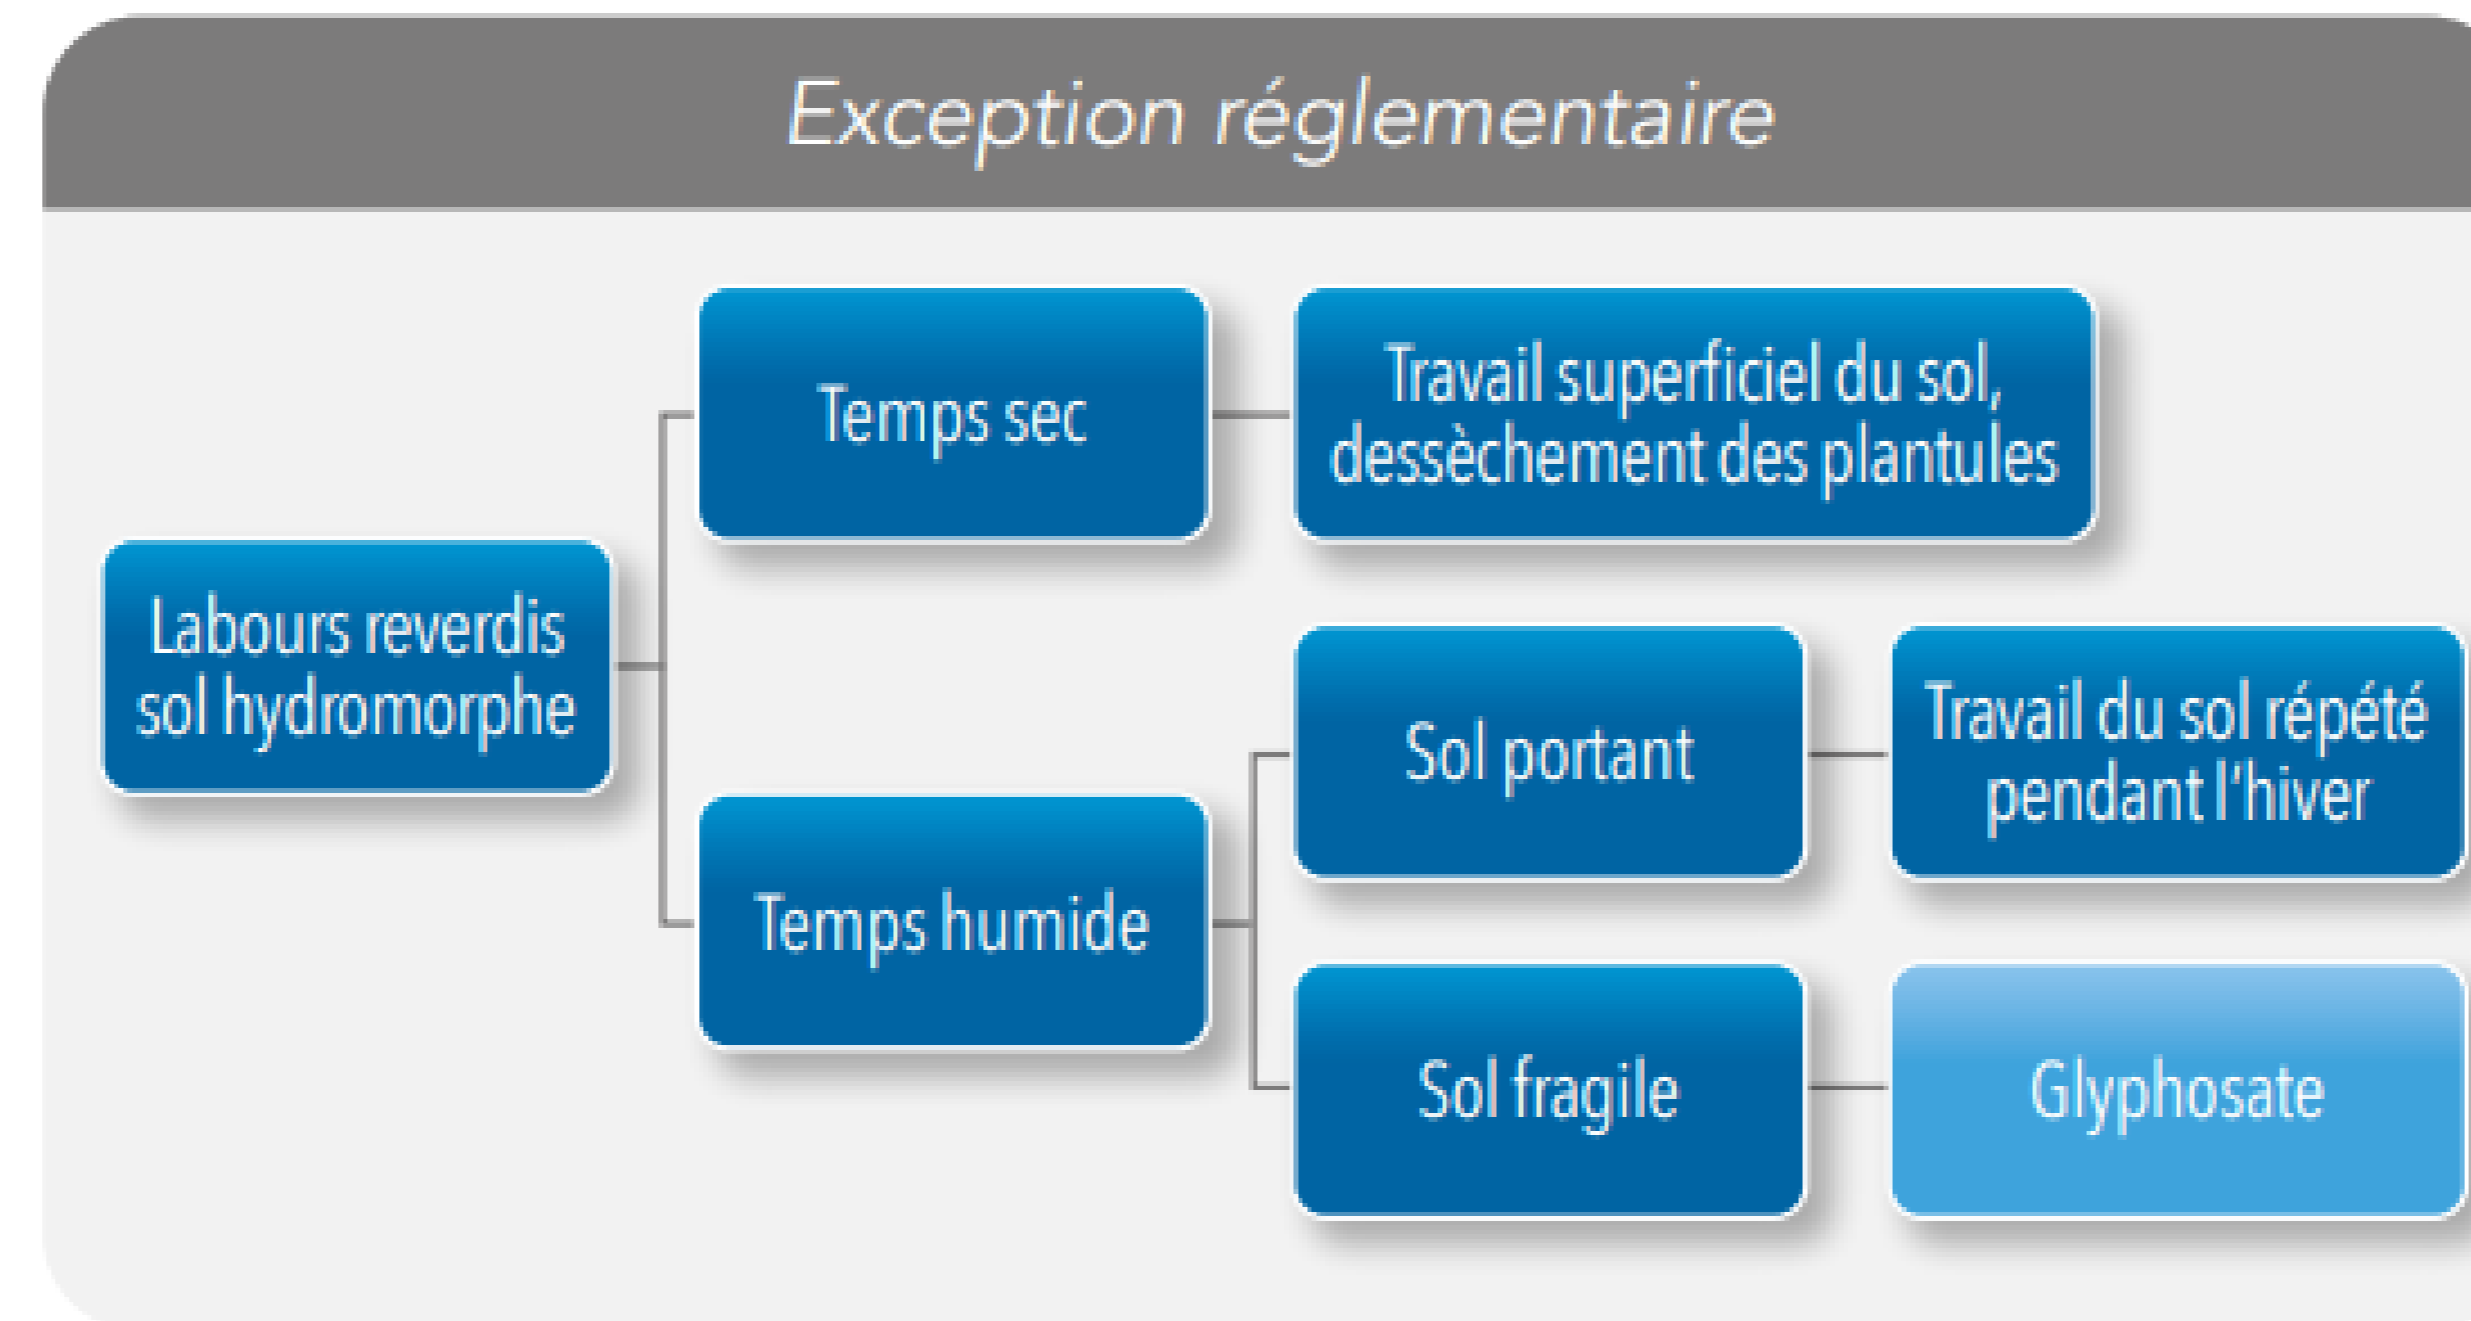 Exception réglementaire
Temps sec
Travail superficiel du sol,
dessèchement des plantules
Labours reverdis
sol hydromorphe
Sol portant
Travail du sol répété
pendant l'hiver
Temps humide
Sol fragile
Glyphosate